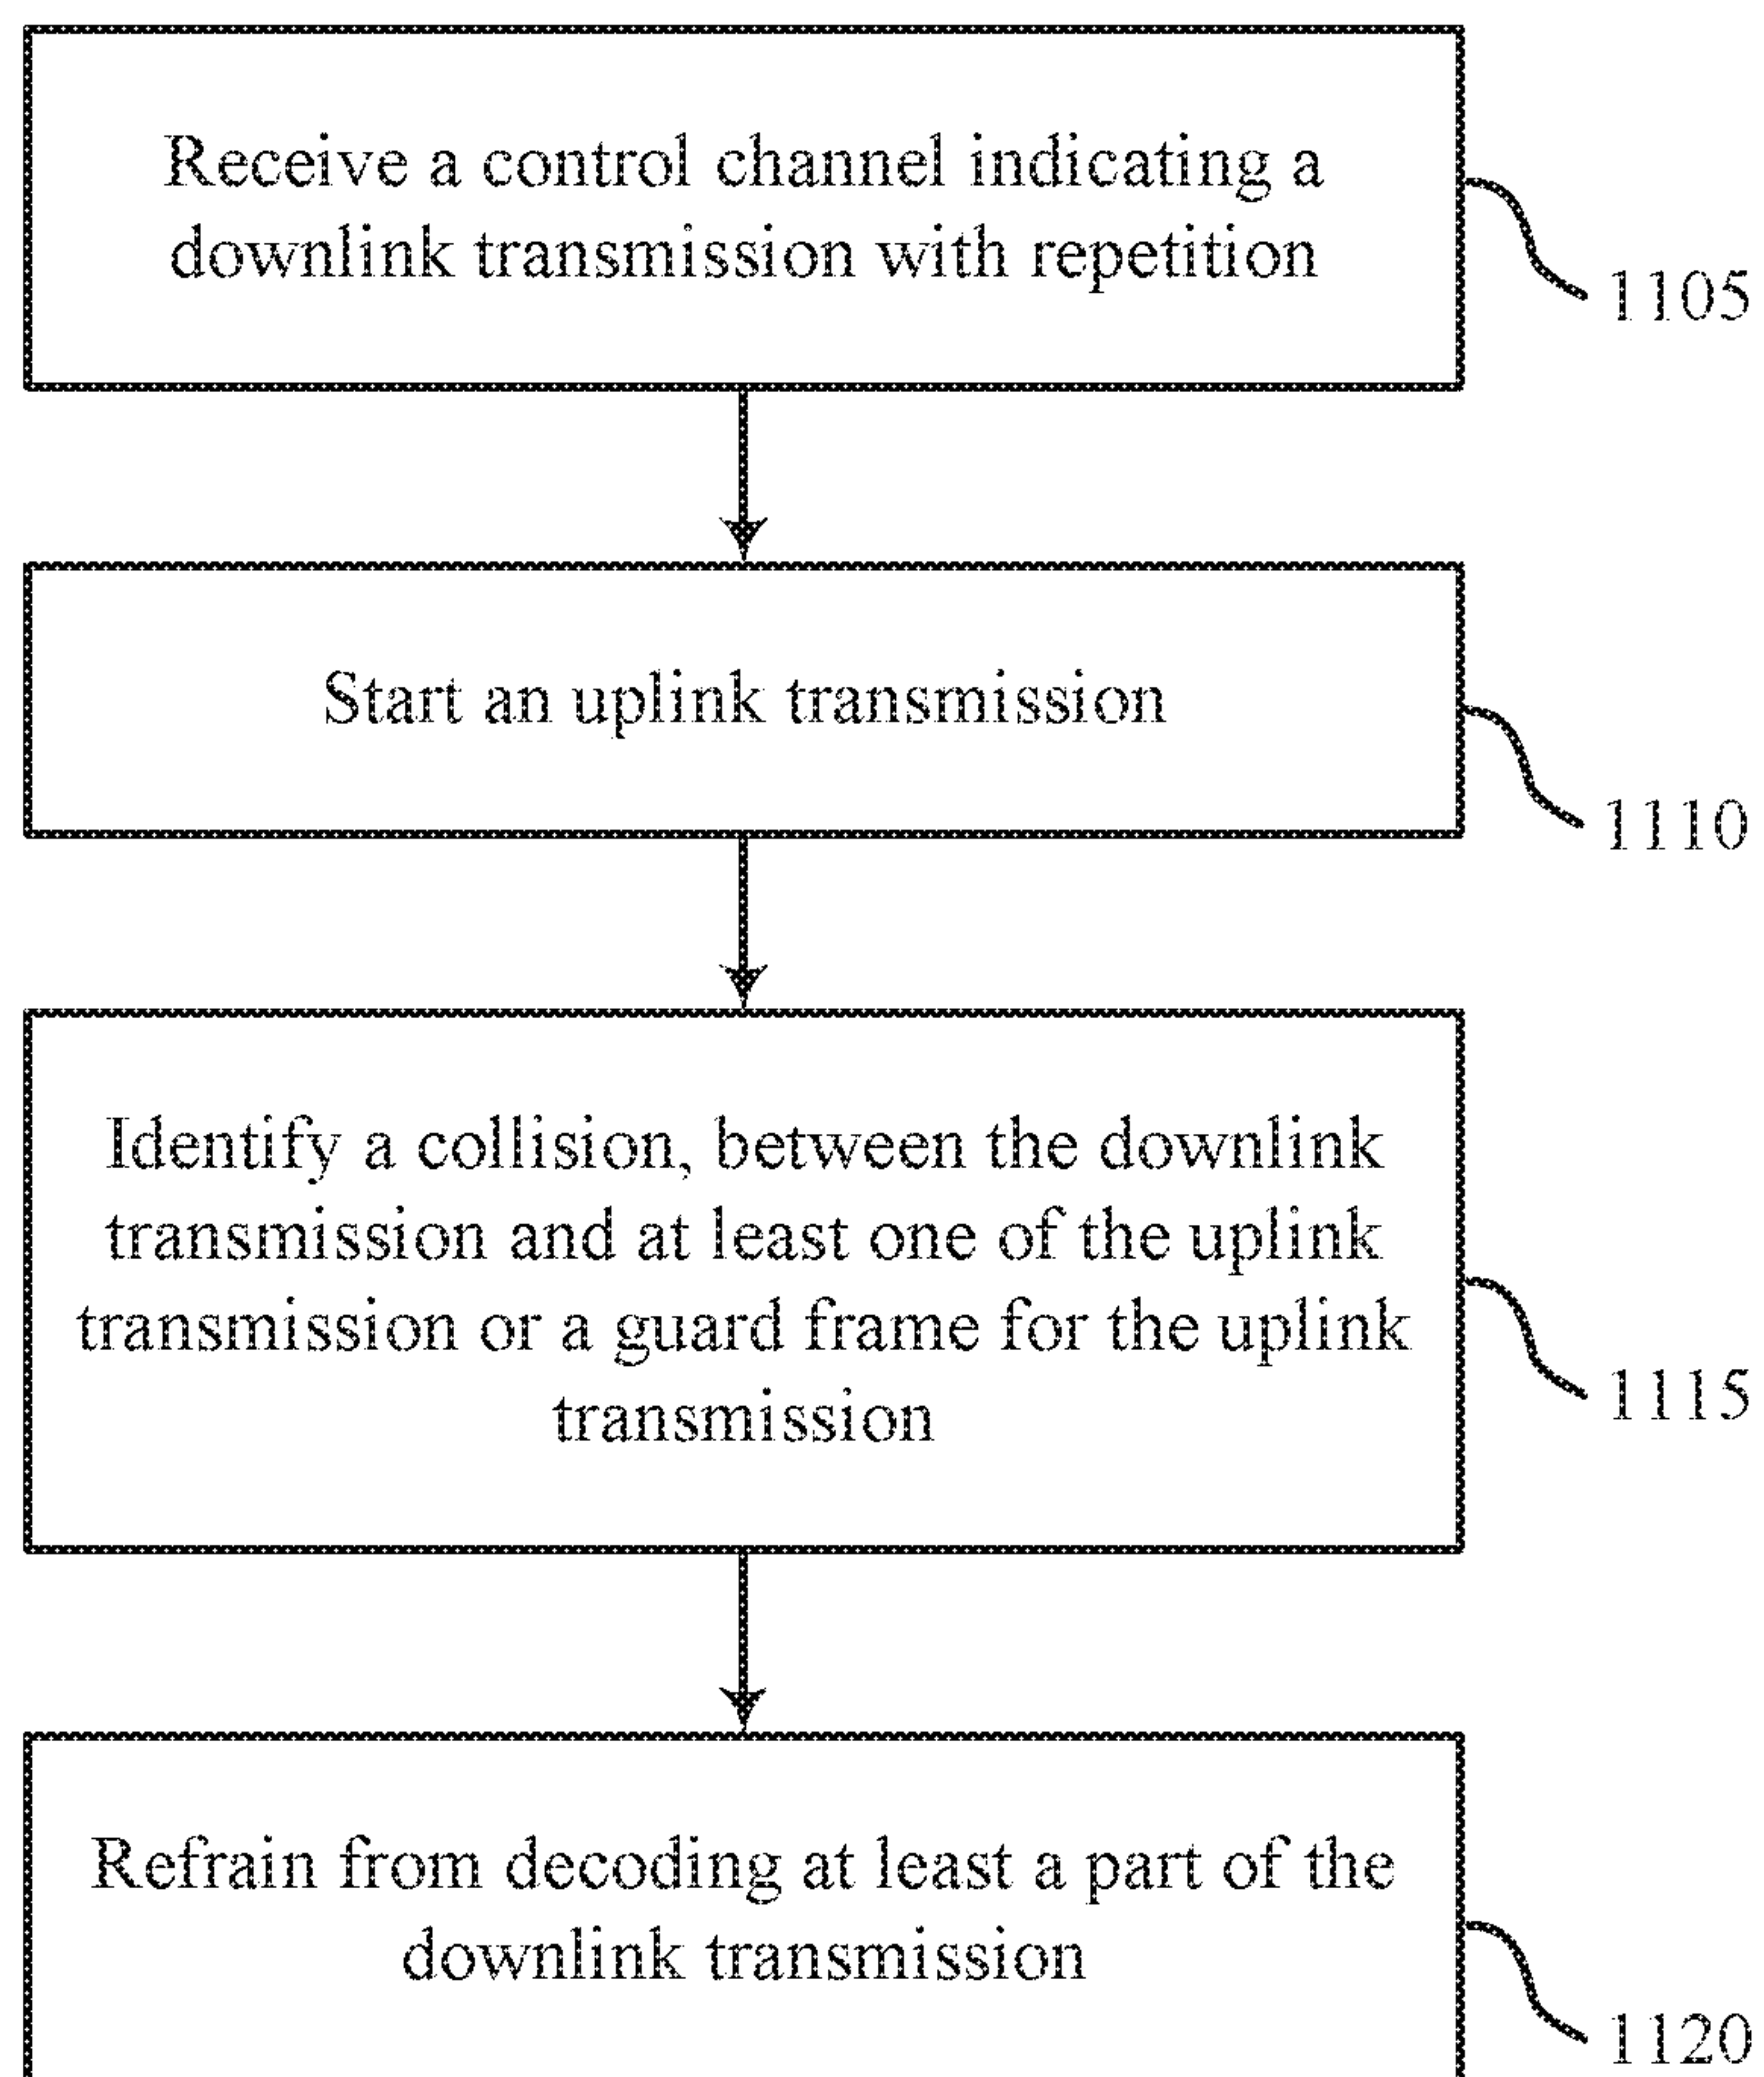 Receive a control channel indicating a
downlink transmission with repetition
1105
Start an uplink transmission
1110
Identify a collision, between the downlink
transmission and at least one of the uplink
transmission or a guard frame for the uplink
transmission
1115
Refrain from decoding at least a part of the
downlink transmission
1120